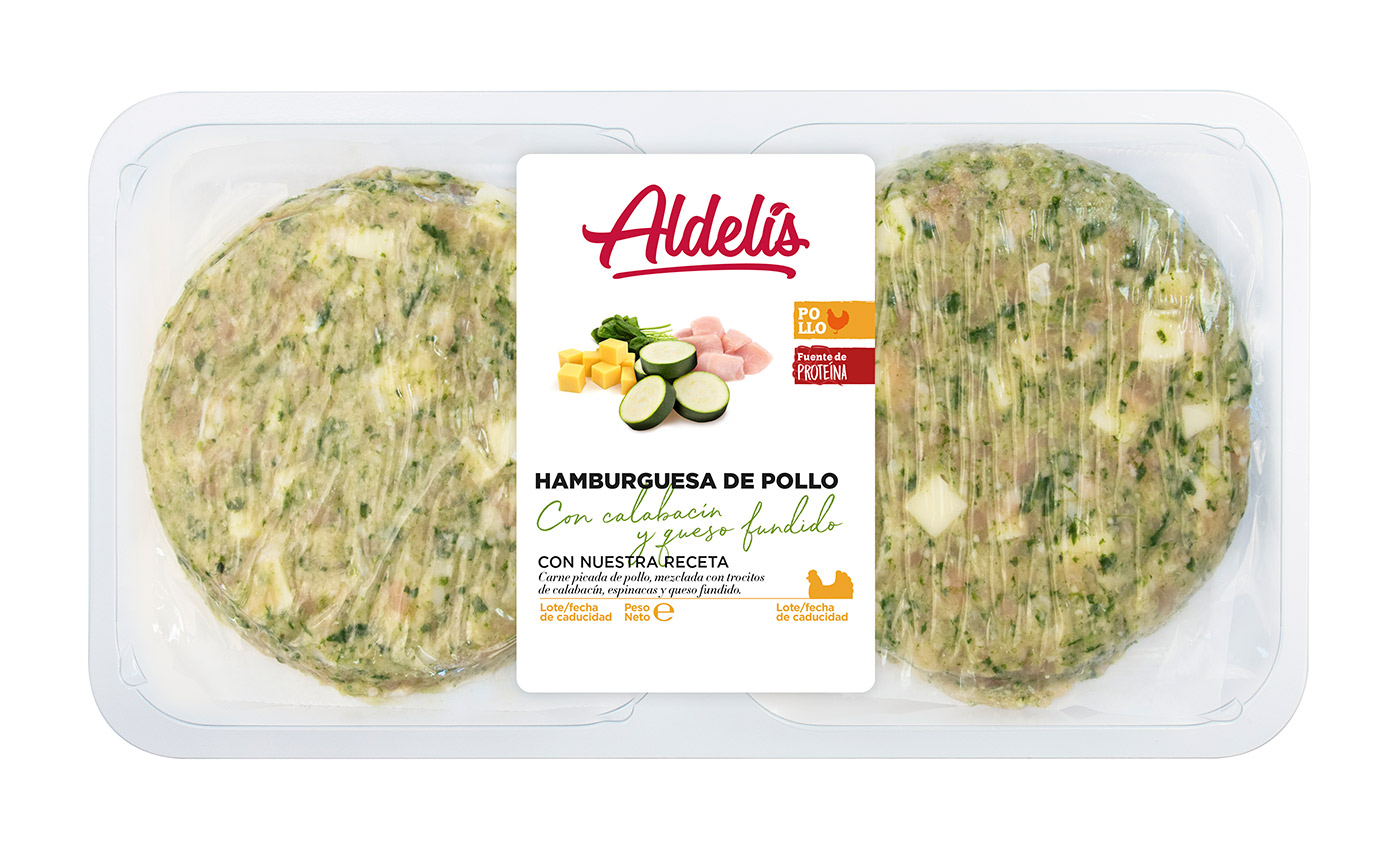 Aldelís
PO
LLO
Fuente de
PROTEÍNA
HAMBURGUESA DE POLLO
Con calabacín
y queso fundido
CON NUESTRA RECETA
Carne picada de pollo, mezclada con trocitos
de calabacín, espinacas y queso fundido.
Lote/fecha
de caducidad
Peso
Neto ℮
Lote/fecha
de caducidad